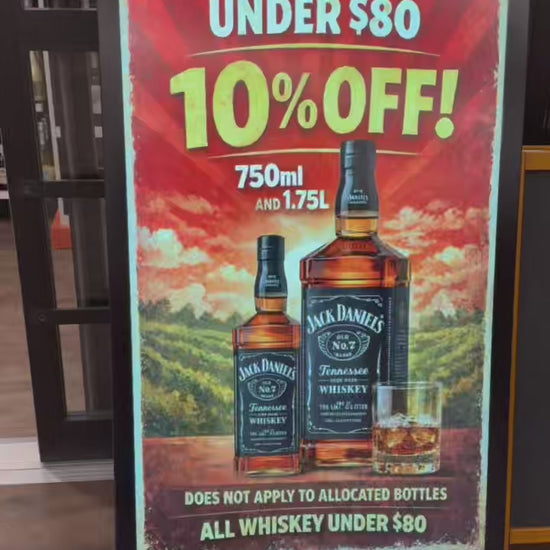 UNDER $80
10% OFF!
750ml
AND 1.75L
JACK DANIEL'S
OLD
No.7
BRAND
Tennessee
WHISKEY
JACK DANIEL'S
OLD
No.7
Tennessee
WHISKEY
DOES NOT APPLY TO ALLOCATED BOTTLES
ALL WHISKEY UNDER $80